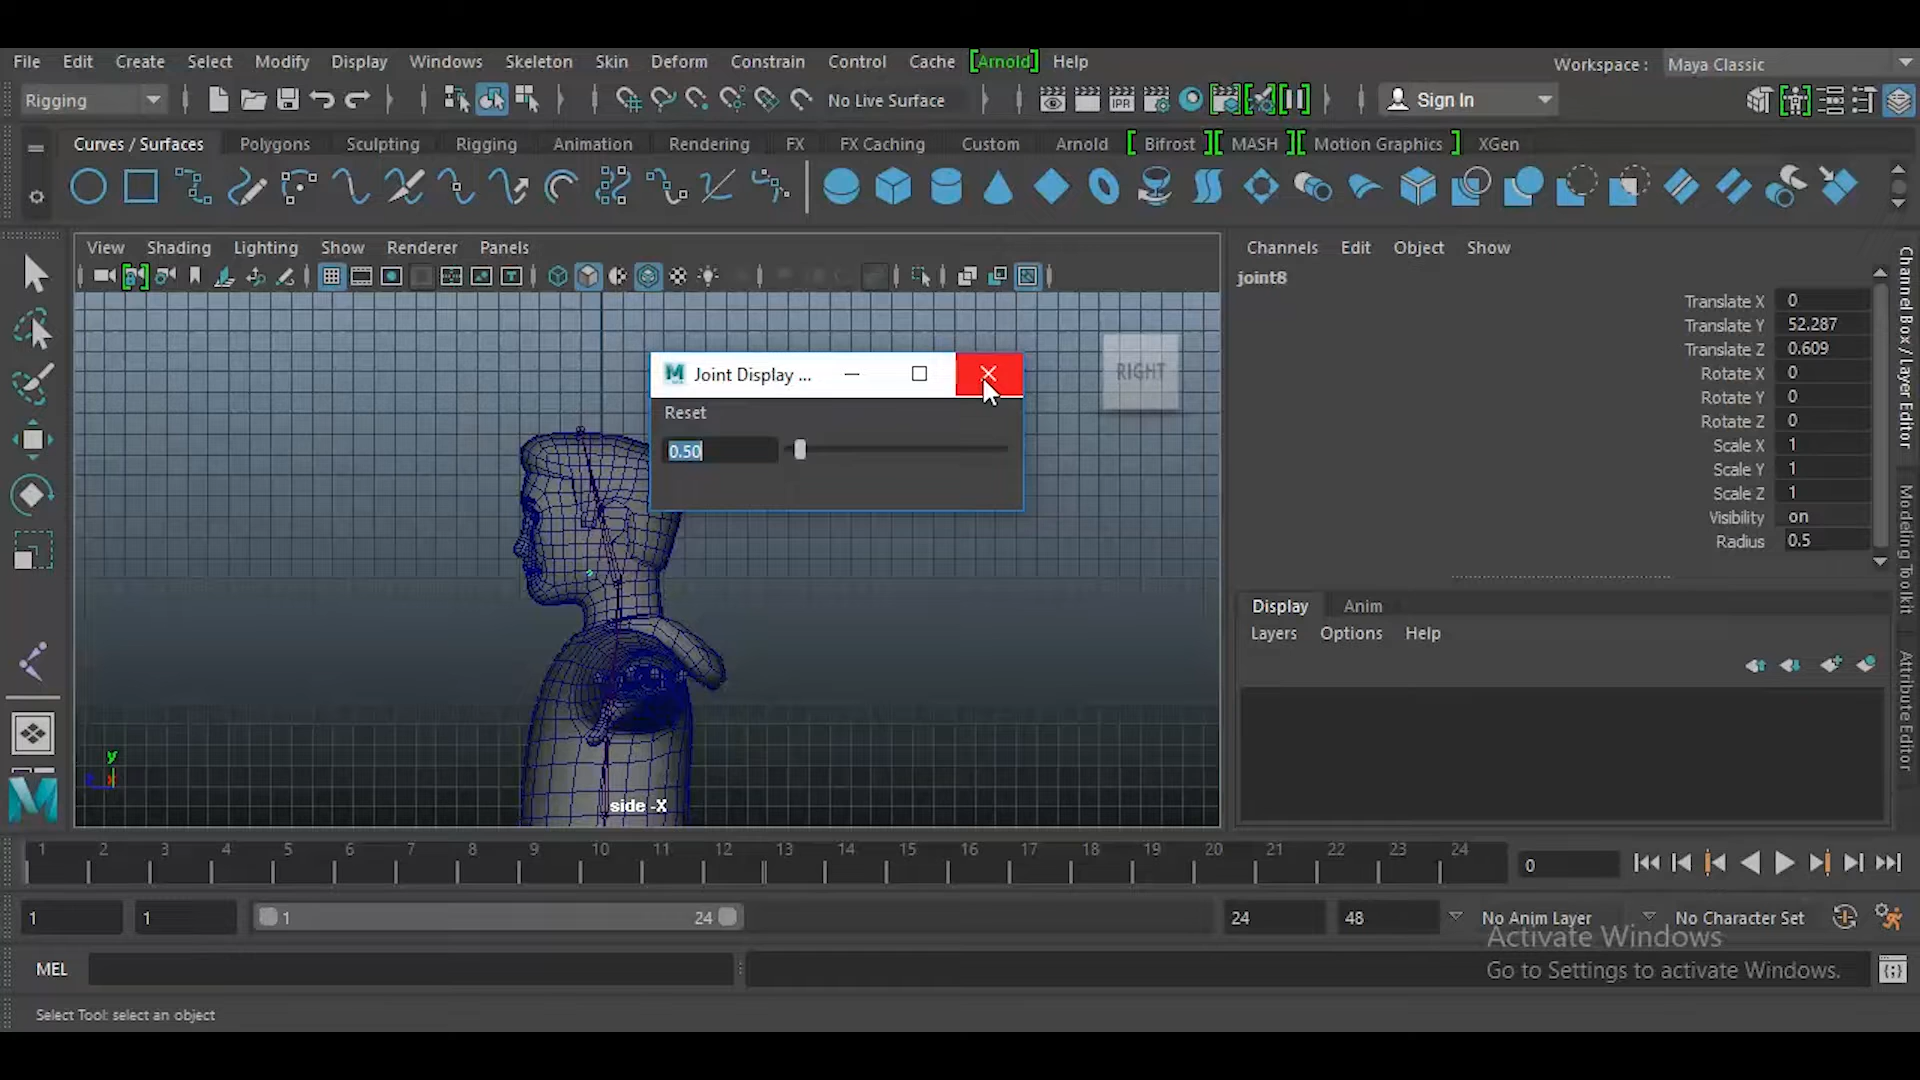 File Edit Create Select Modify Display Windows Skeleton Skin Deform Constrain Control Cache [Arnold] Help Workspace : Maya Classic
Rigging No Live Surface IPR Sign In
Curves / Surfaces Polygons Sculpting Rigging Animation Rendering FX FX Caching Custom Arnold [ Bifrost ][ MASH ][ Motion Graphics ] XGen
View Shading Lighting Show Renderer Panels
Channels Edit Object Show
joint8
Translate X 0
Translate Y 52.287
Translate Z 0.609
Rotate X 0
Rotate Y 0
Rotate Z 0
Scale X 1
Scale Y 1
Scale Z 1
Visibility on
Radius 0.5
Channel Box / Layer Editor
Modeling Toolkit
Attribute Editor
Joint Display ...
Reset
0.50
RIGHT
y
side -X
Display Anim
Layers Options Help
1 2 3 4 5 6 7 8 9 10 11 12 13 14 15 16 17 18 19 20 21 22 23 24 0
1 1 1 24 24 48 No Anim Layer No Character Set
Activate Windows
Go to Settings to activate Windows.
MEL
Select Tool: select an object